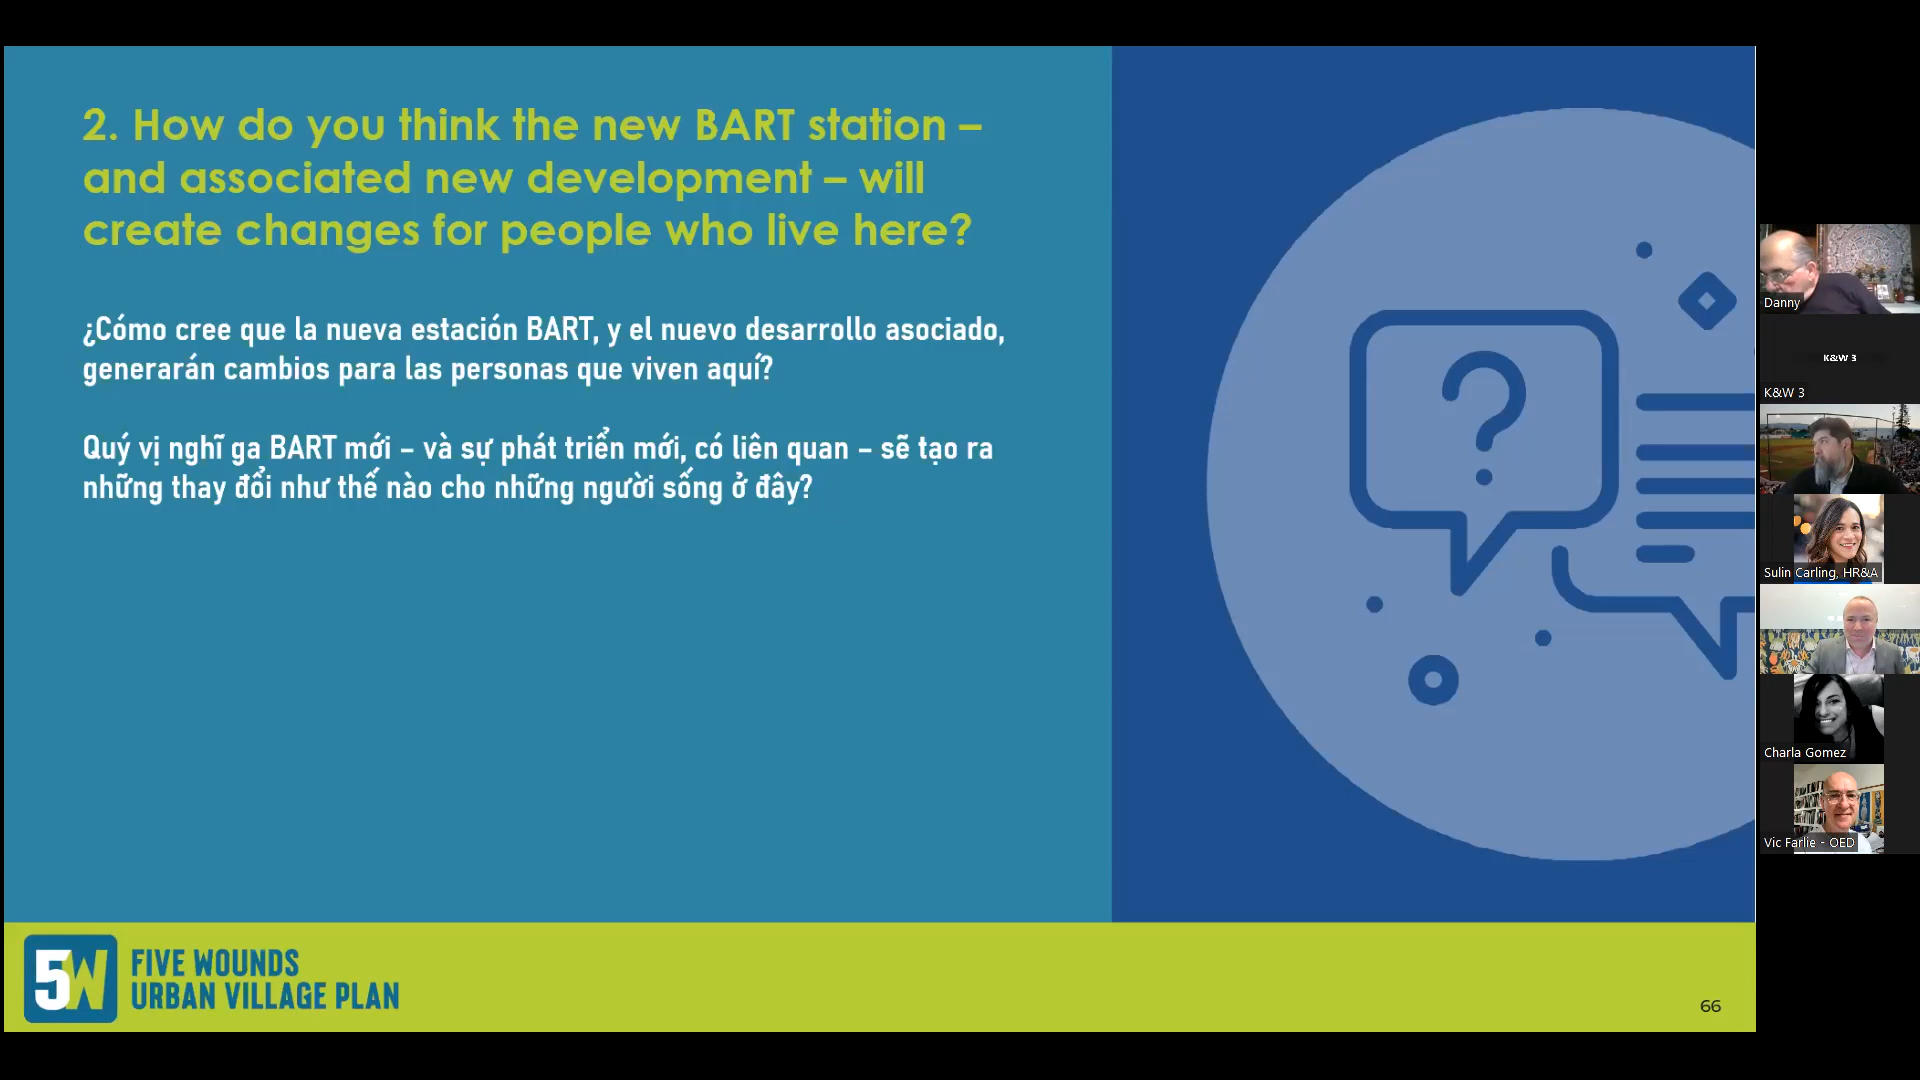 2. How do you think the new BART station –
and associated new development – will
create changes for people who live here?
¿Cómo cree que la nueva estación BART, y el nuevo desarrollo asociado,
generarán cambios para las personas que viven aquí?
Quý vị nghĩ ga BART mới – và sự phát triển mới, có liên quan – sẽ tạo ra
những thay đổi như thế nào cho những người sống ở đây?
5W
FIVE WOUNDS
URBAN VILLAGE PLAN
66
Danny
K&W 3
K&W 3
Sulin Carling, HR&A
Charla Gomez
Vic Farlie - OED